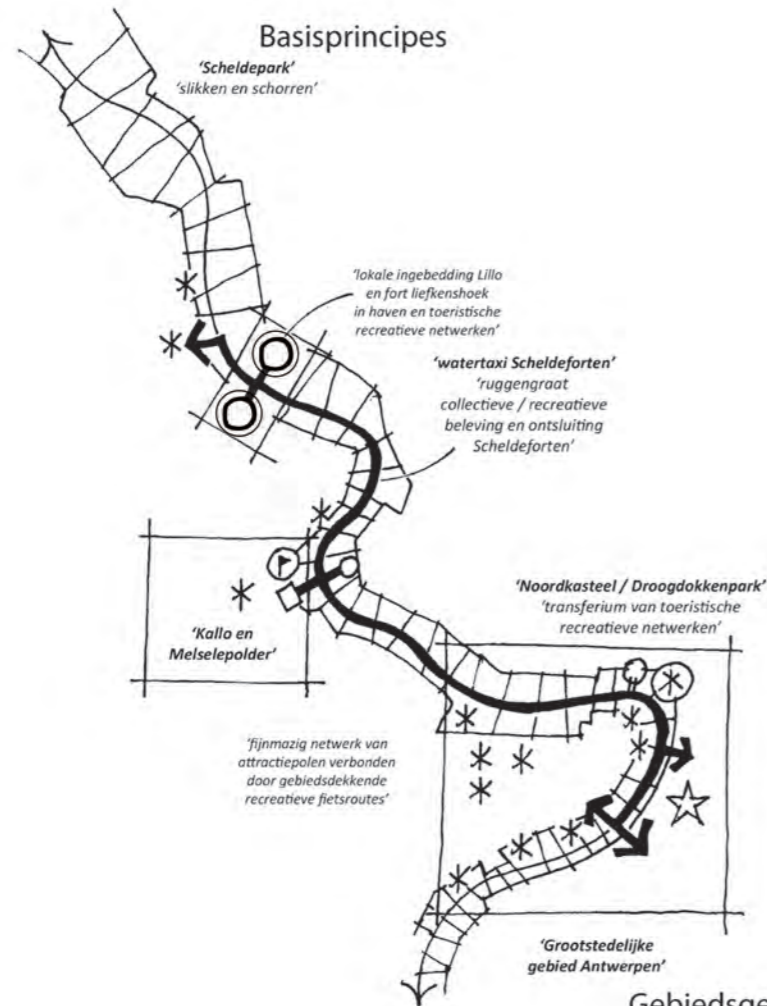 Basisprincipes
'Scheldepark'
'slikken en schorren'
'lokale ingebedding Lillo
en fort liefkenshoek
in haven en toeristische
recreatieve netwerken'
'watertaxi Scheldeforten'
'ruggengraat
collectieve / recreatieve
beleving en ontsluiting
Scheldeforten'
'Noordkasteel / Droogdokkenpark'
'transferium van toeristische
recreatieve netwerken'
'Kallo en
Melselepolder'
'fijnmazig netwerk van
attractiepolen verbonden
door gebiedsdekkende
recreatieve fietsroutes'
'Grootstedelijke
gebied Antwerpen'
Gebiedsge